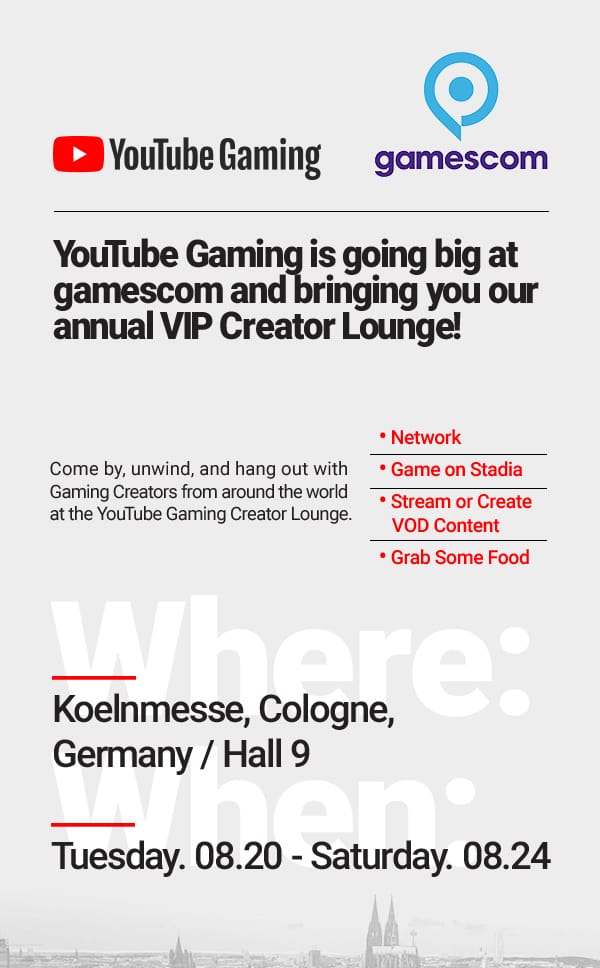 YouTube Gaming
gamescom
YouTube Gaming is going big at
gamescom and bringing you our
annual VIP Creator Lounge!
Come by, unwind, and hang out with
Gaming Creators from around the world
at the YouTube Gaming Creator Lounge.
• Network
• Game on Stadia
• Stream or Create
VOD Content
• Grab Some Food
Where:
Koelnmesse, Cologne,
Germany / Hall 9
When:
Tuesday. 08.20 - Saturday. 08.24